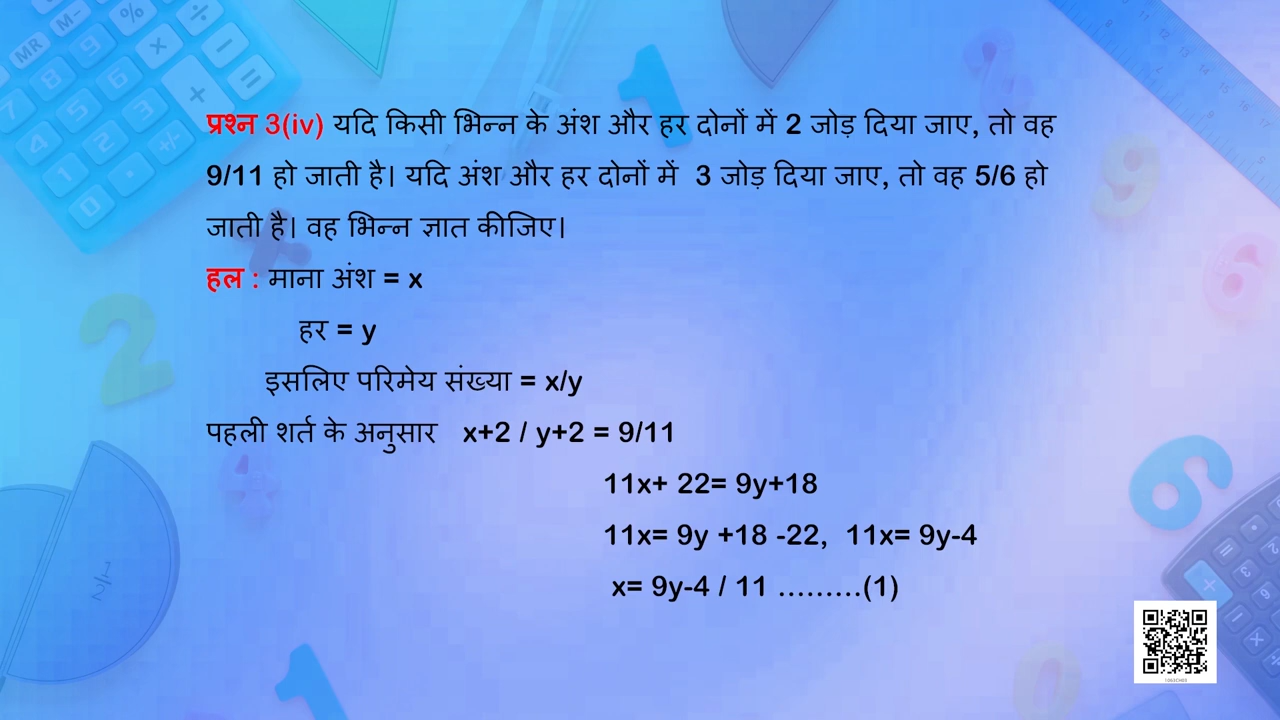 प्रश्न 3(iv) यदि किसी भिन्न के अंश और हर दोनों में 2 जोड़ दिया जाए, तो वह
9/11 हो जाती है। यदि अंश और हर दोनों में 3 जोड़ दिया जाए, तो वह 5/6 हो
जाती है। वह भिन्न ज्ञात कीजिए।
हल : माना अंश = x
हर = y
इसलिए परिमेय संख्या = x/y
पहली शर्त के अनुसार x+2 / y+2 = 9/11
11x+ 22= 9y+18
11x= 9y +18 -22, 11x= 9y-4
x= 9y-4 / 11 .........(1)